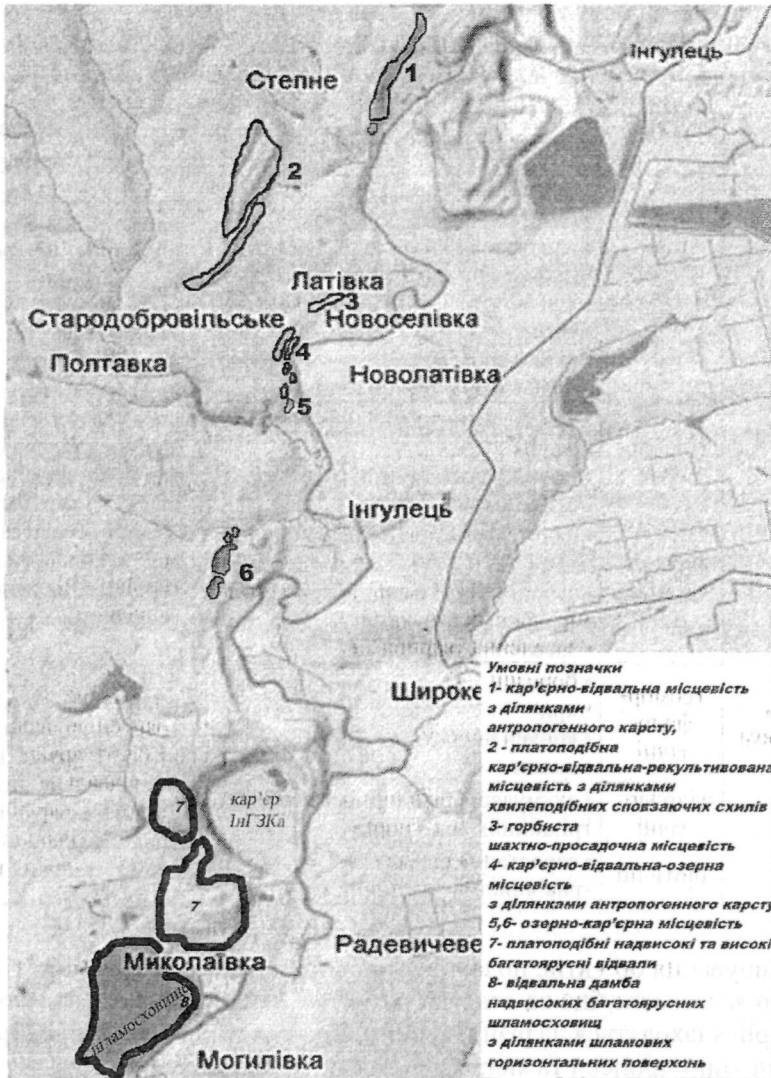 Інгулець
Степне
1
2
Латівка
3
Стародобровільське
Новоселівка
4
Полтавка
Новолатівка
5
Інгулець
6
Широке
7
кар'єр
ІнГЗКа
7
Радевичеве
Миколаївка
шламосховища
8
Могилівка
Умовні позначки
1- кар'єрно-відвальна місцевість
з ділянками
антропогенного карсту,
2 - платоподібна
кар'єрно-відвальна-рекультивована
місцевість з ділянками
хвилеподібних сповзаючих схилів
3- горбиста
шахтно-просадочна місцевість
4- кар'єрно-відвальна-озерна
місцевість
з ділянками антропогенного карсту
5,6- озерно-кар'єрна місцевість
7- платоподібні надвисокі та високі
багатоярусні відвали
8- відвальна дамба
надвисоких багатоярусних
шламосховищ
з ділянками шламових
горизонтальних поверхонь